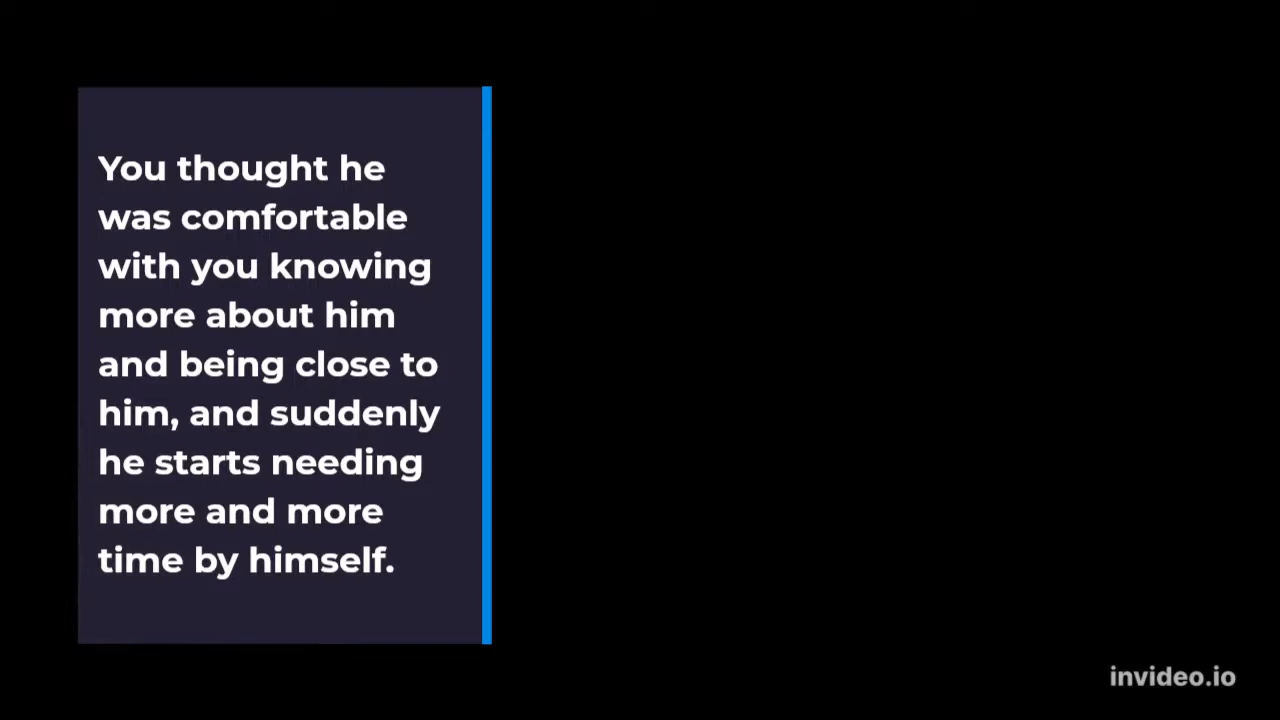 You thought he
was comfortable
with you knowing
more about him
and being close to
him, and suddenly
he starts needing
more and more
time by himself.
invideo.io